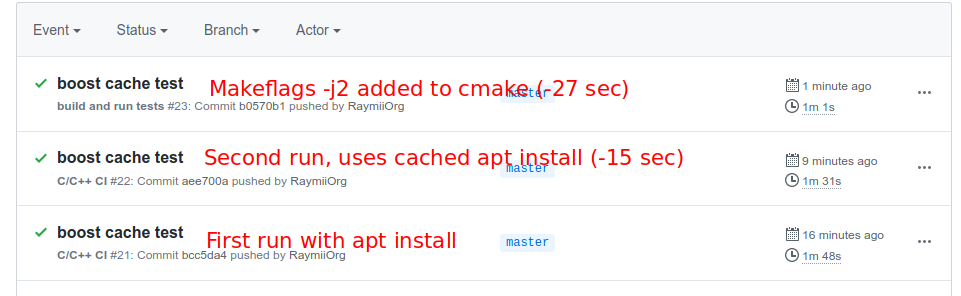 Event Status Branch Actor
boost cache test Makeflags -j2 added to cmake (-27 sec) master 1 minute ago
build and run tests #23: Commit b0570b1 pushed by RaymiiOrg 1m 1s
boost cache test Second run, uses cached apt install (-15 sec) master 9 minutes ago
C/C++ CI #22: Commit aee700a pushed by RaymiiOrg 1m 31s
boost cache test First run with apt install master 16 minutes ago
C/C++ CI #21: Commit bcc5da4 pushed by RaymiiOrg 1m 48s